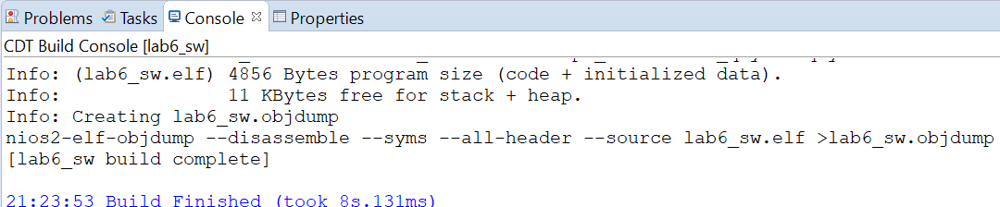 Problems Tasks Console Properties
CDT Build Console [lab6_sw]
Info: (lab6_sw.elf) 4856 Bytes program size (code + initialized data).
Info:               11 KBytes free for stack + heap.
Info: Creating lab6_sw.objdump
nios2-elf-objdump --disassemble --syms --all-header --source lab6_sw.elf >lab6_sw.objdump
[lab6_sw build complete]
21:23:53 Build Finished (took 8s.131ms)